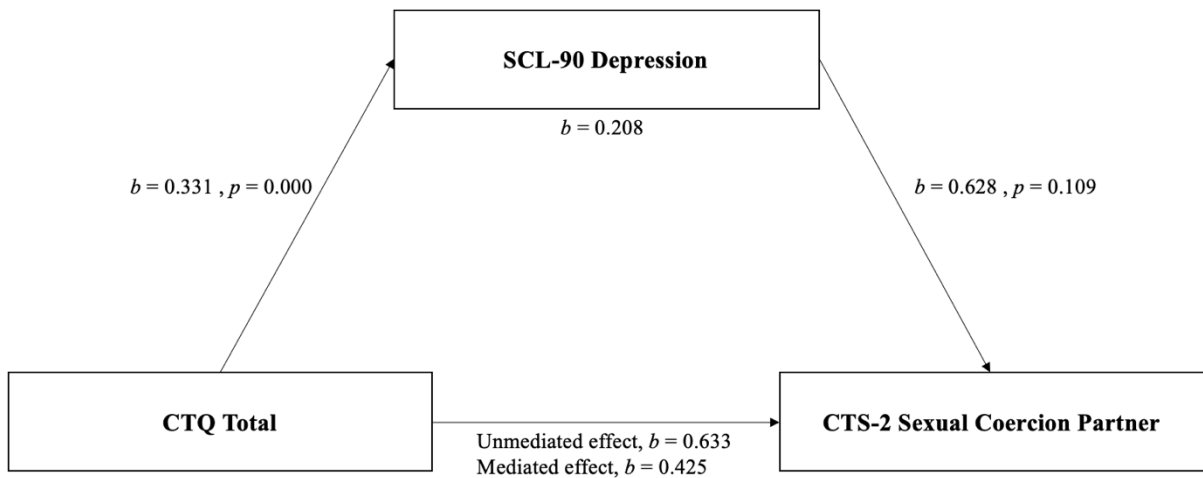 SCL-90 Depression
b = 0.208
b = 0.331 , p = 0.000
b = 0.628 , p = 0.109
CTQ Total
CTS-2 Sexual Coercion Partner
Unmediated effect, b = 0.633
Mediated effect, b = 0.425